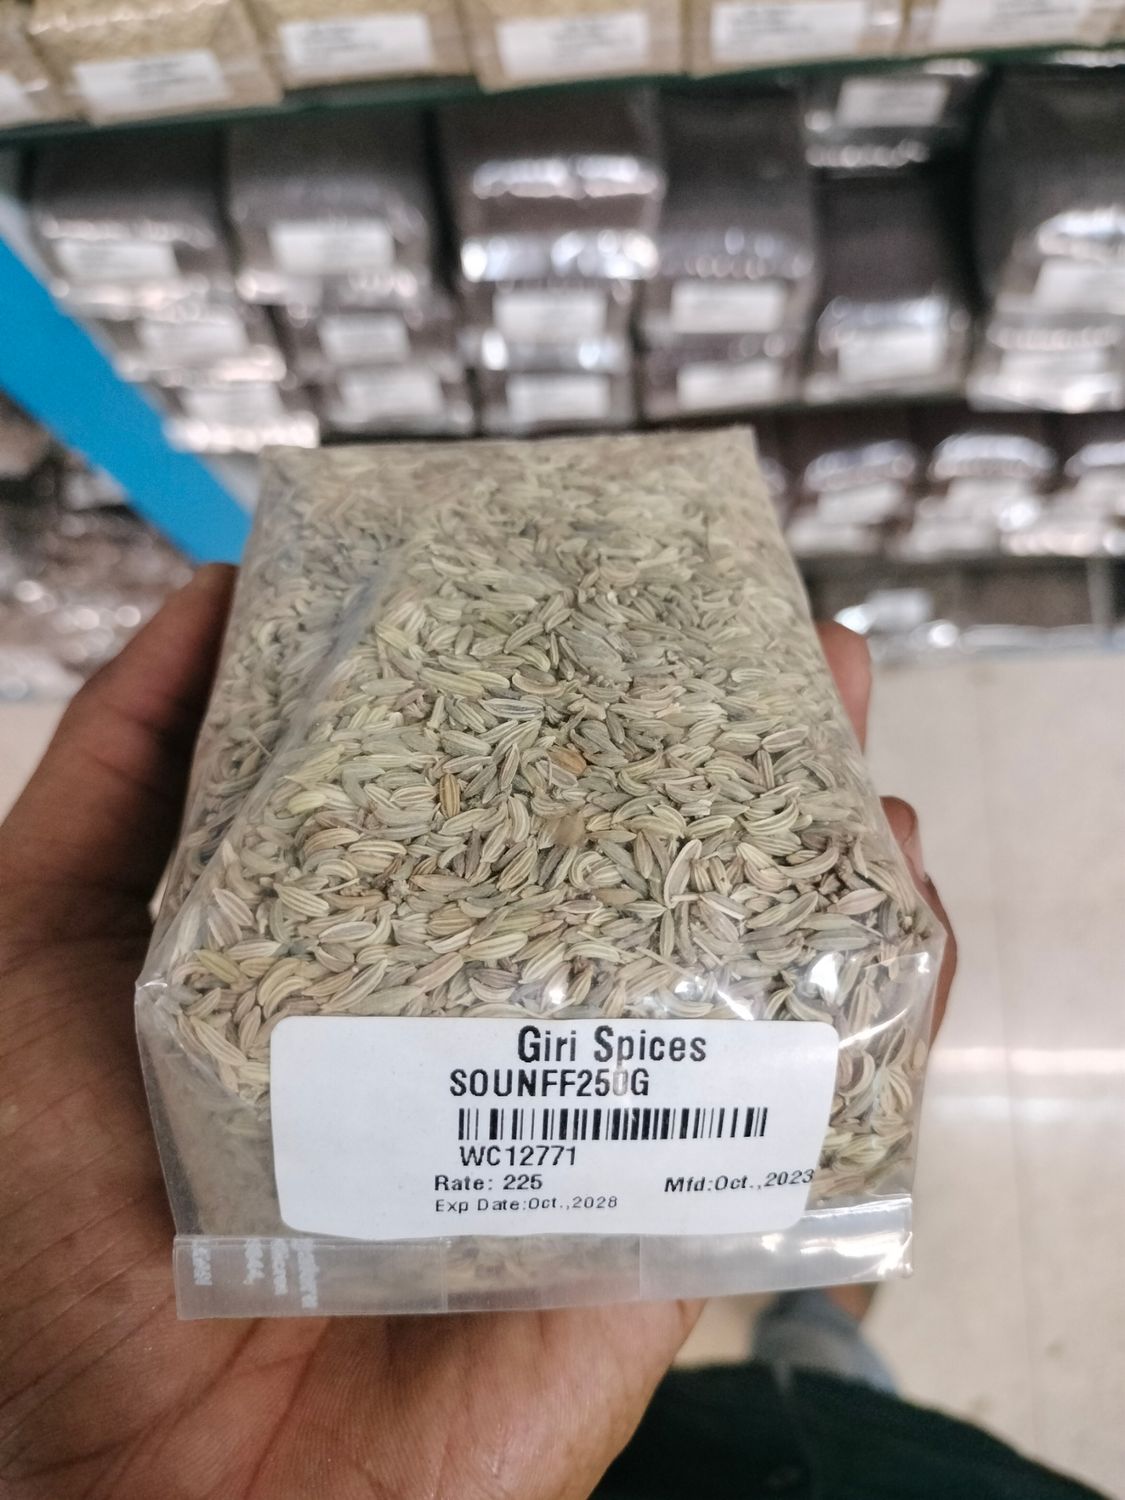 Giri Spices
SOUNFF250G
WC12771
Rate: 225 Mfd:Oct.,2023
Exp Date:Oct.,2028